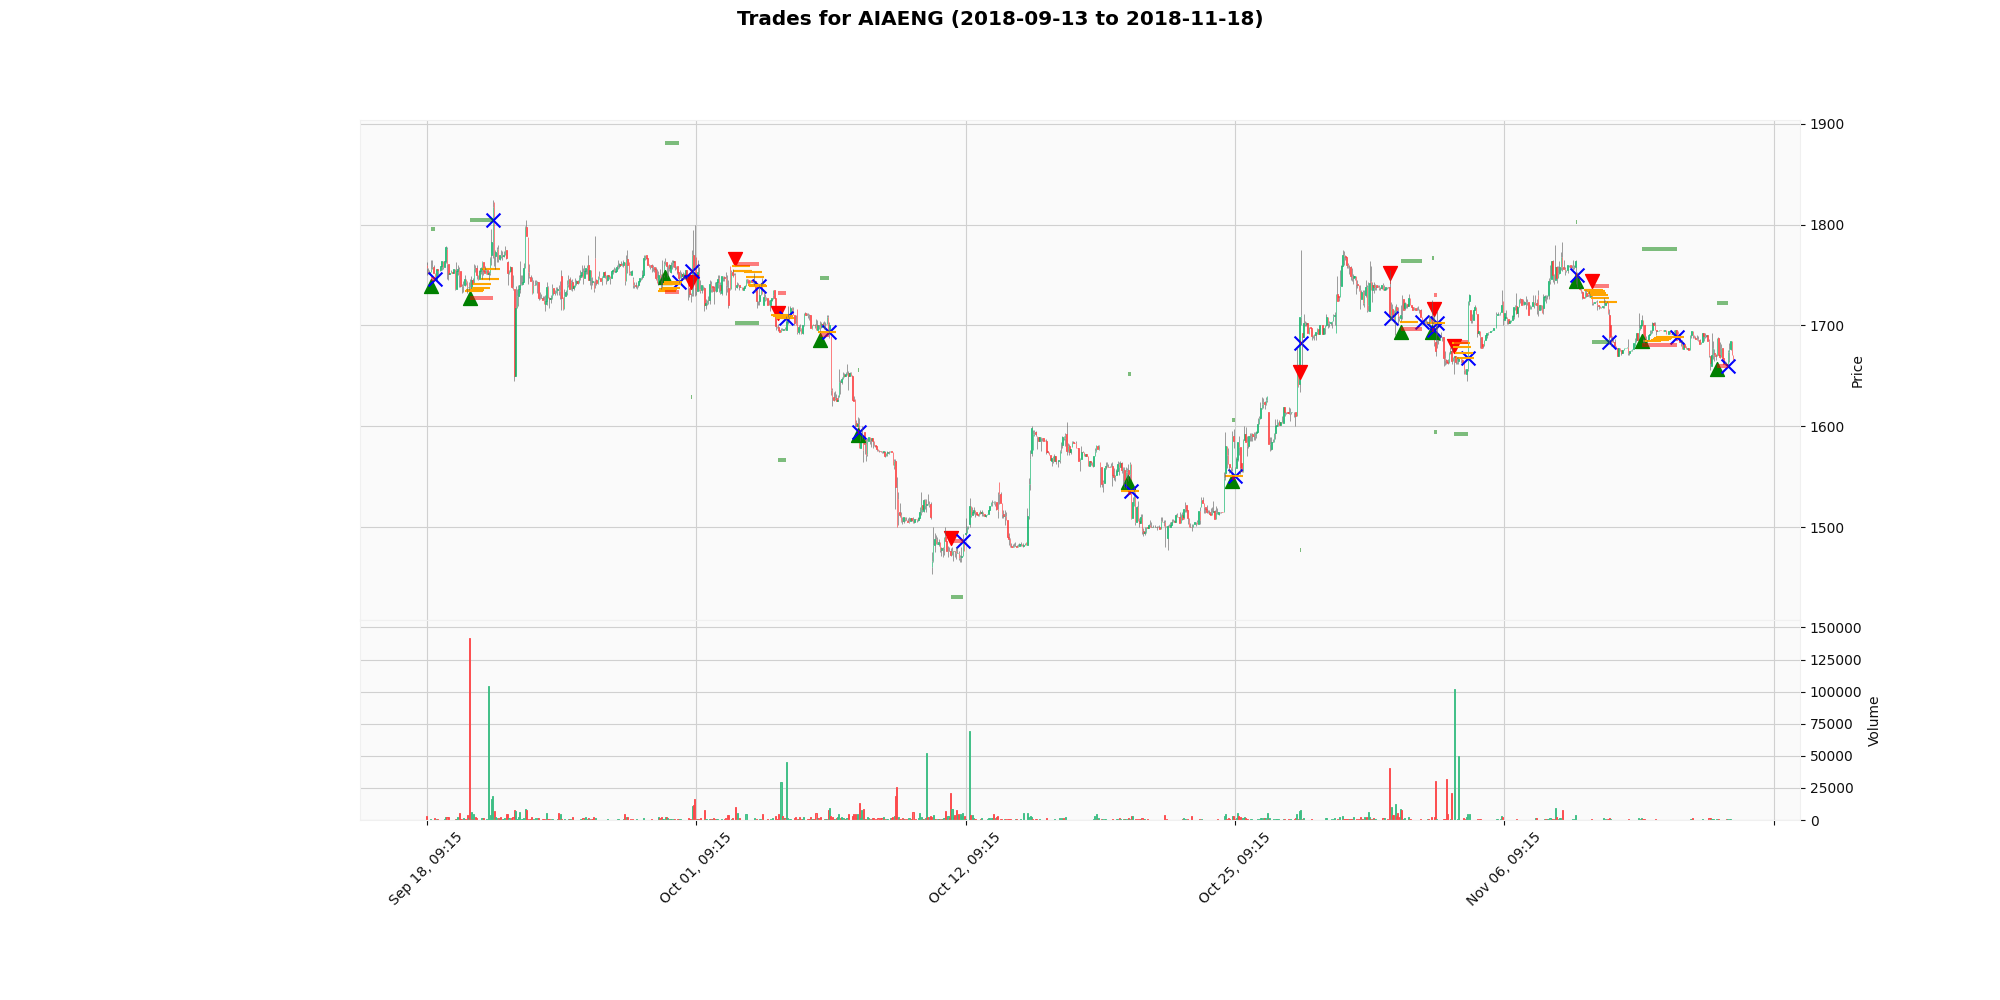 Trades for AIAENG (2018-09-13 to 2018-11-18)
1900
1800
1700
1600
1500
Price
150000
125000
100000
75000
50000
25000
0
Volume
Sep 18, 09:15
Oct 01, 09:15
Oct 12, 09:15
Oct 25, 09:15
Nov 06, 09:15